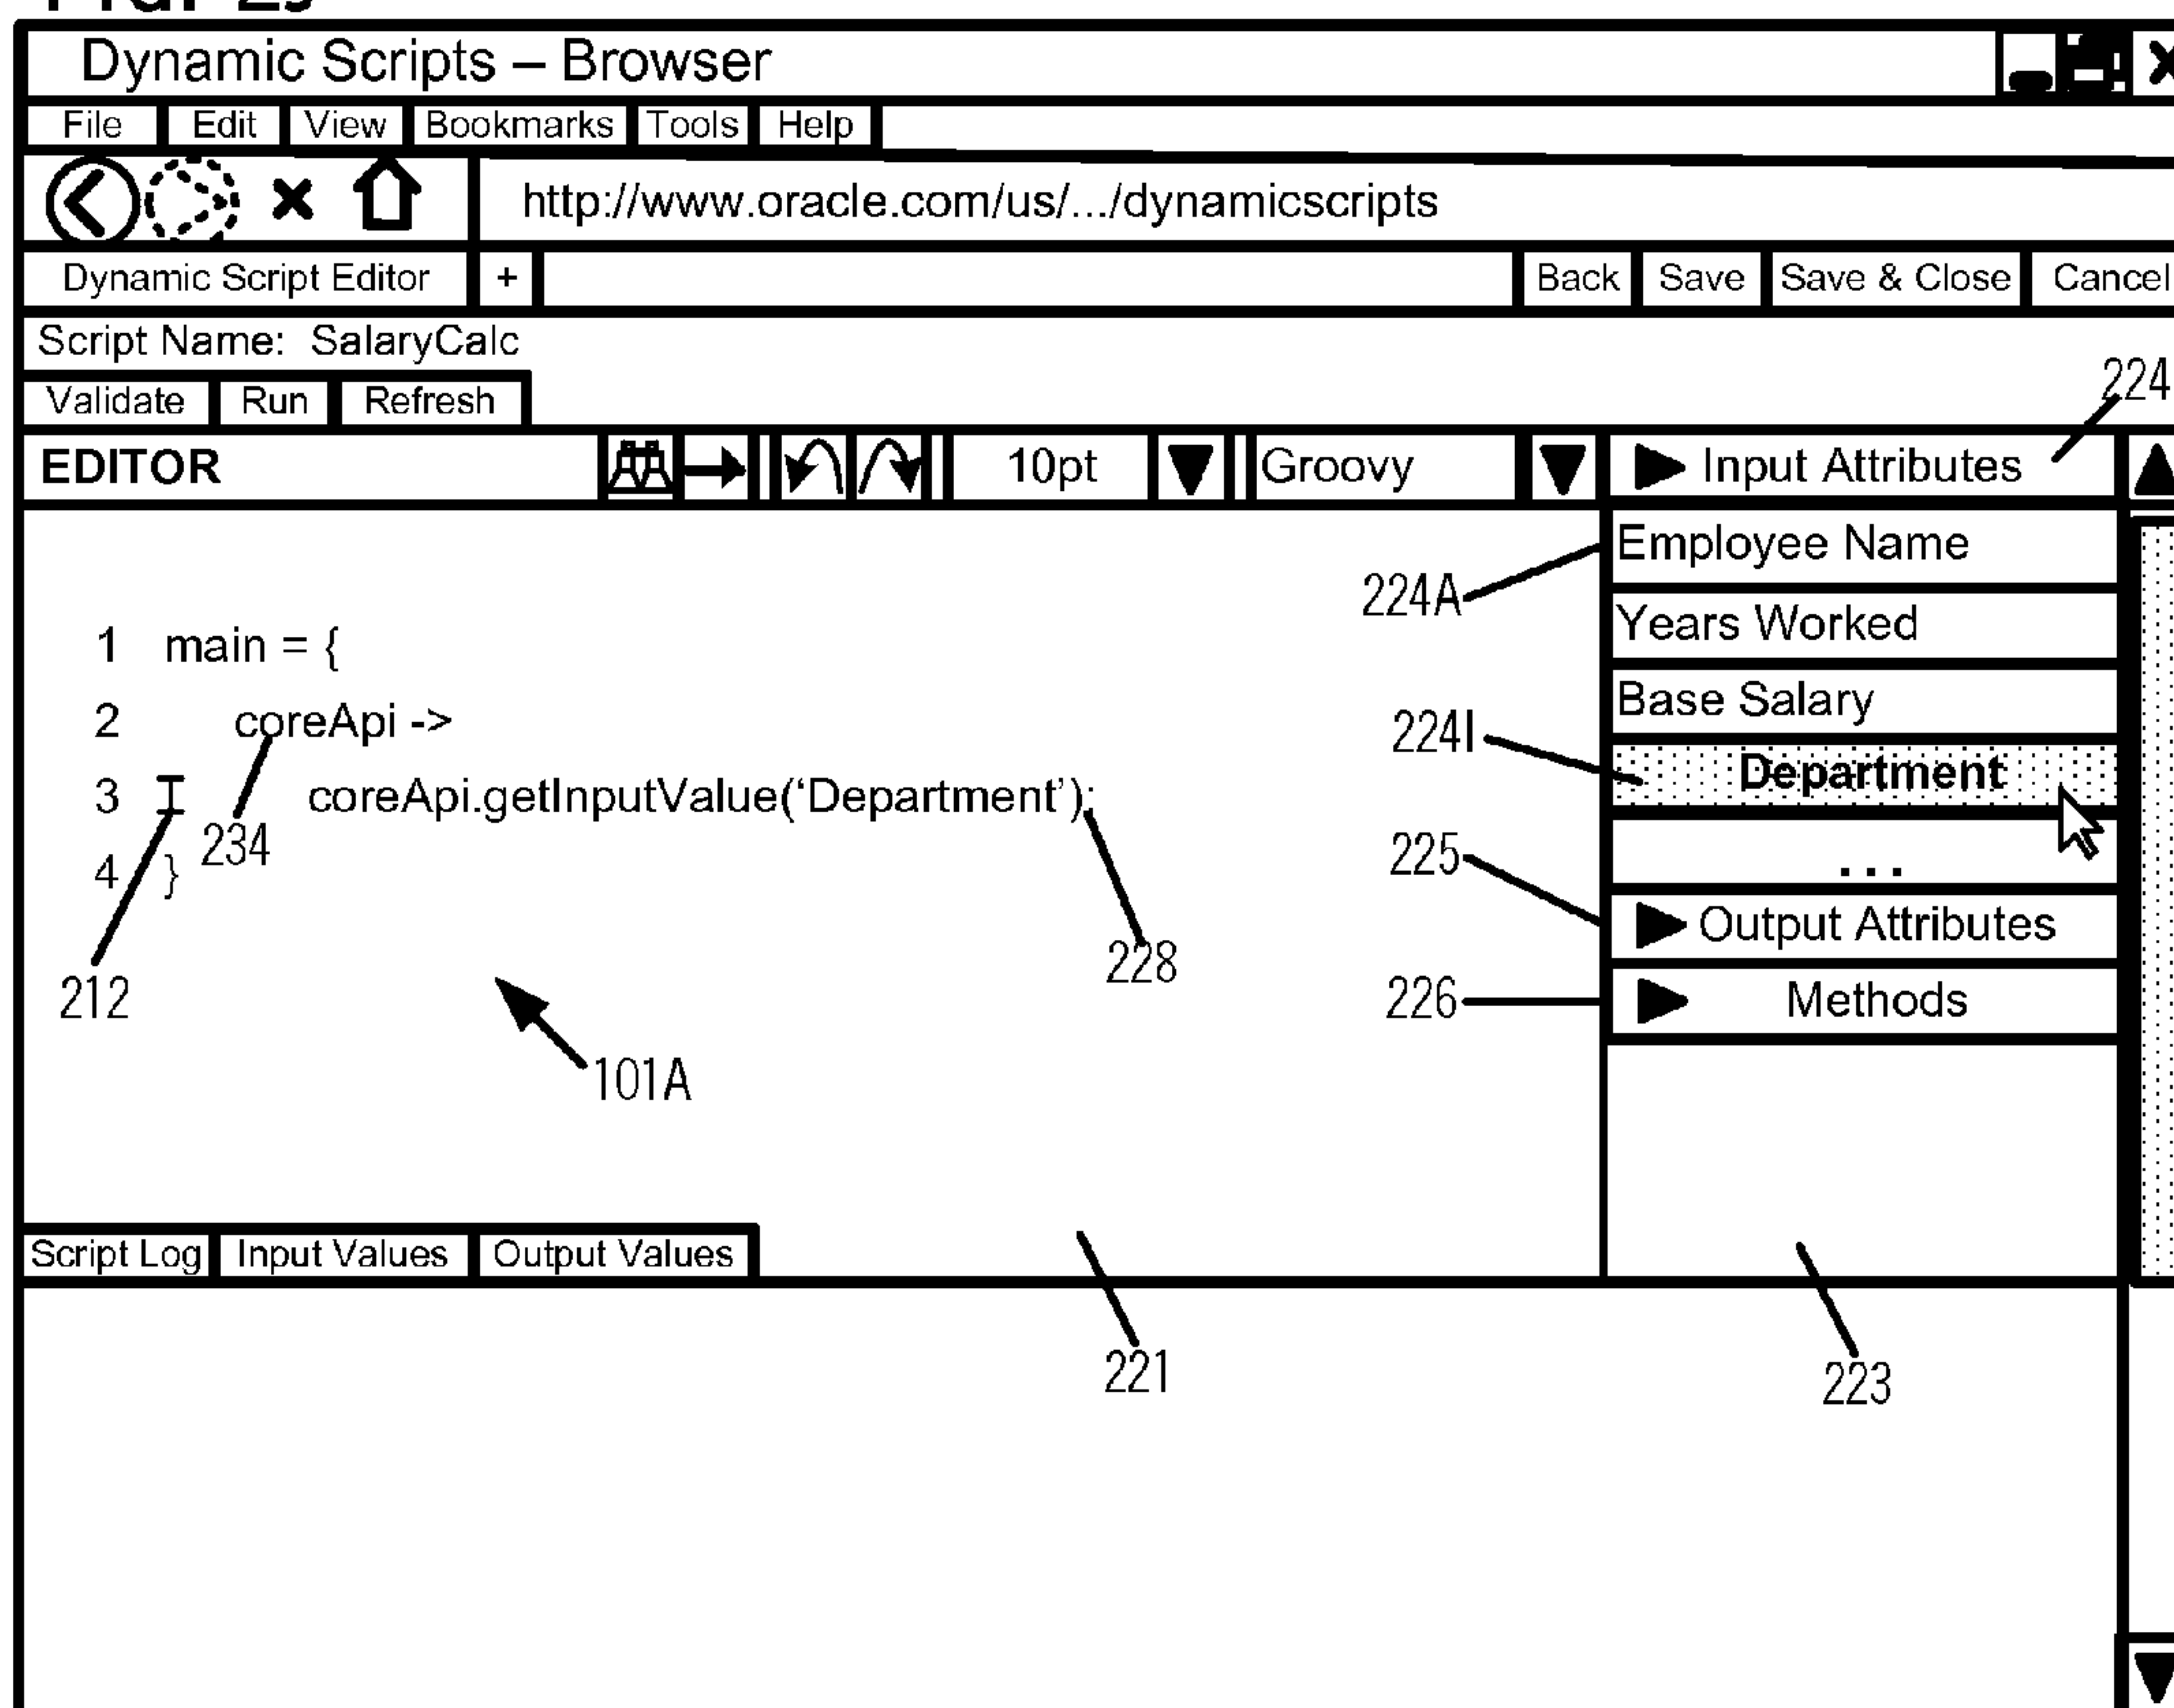 FIG. 2J
Dynamic Scripts – Browser
File Edit View Bookmarks Tools Help
http://www.oracle.com/us/.../dynamicscripts
Dynamic Script Editor + Back Save Save & Close Cancel
Script Name: SalaryCalc
224
Validate Run Refresh
EDITOR 10pt Groovy Input Attributes
Employee Name
224A
Years Worked
1 main = {
Base Salary
2 coreApi ->
224I
Department
3 coreApi.getInputValue(‘Department’);
234
225
...
4 }
Output Attributes
228
212
226
Methods
101A
Script Log Input Values Output Values
221
223